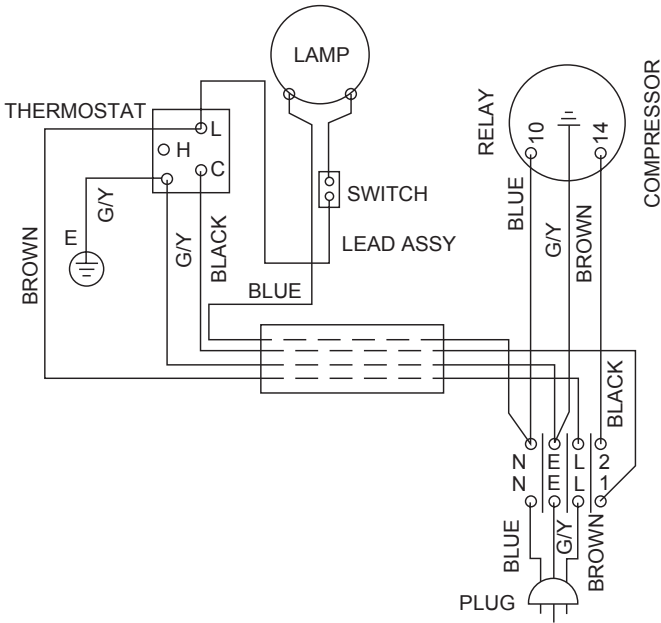 LAMP
THERMOSTAT
L
H
C
G/Y
E
BROWN
G/Y
BLACK
SWITCH
LEAD ASSY
BLUE
RELAY
10
14
COMPRESSOR
BLUE
G/Y
BROWN
BLACK
N E L 2
N E L 1
BLUE
G/Y
BROWN
PLUG